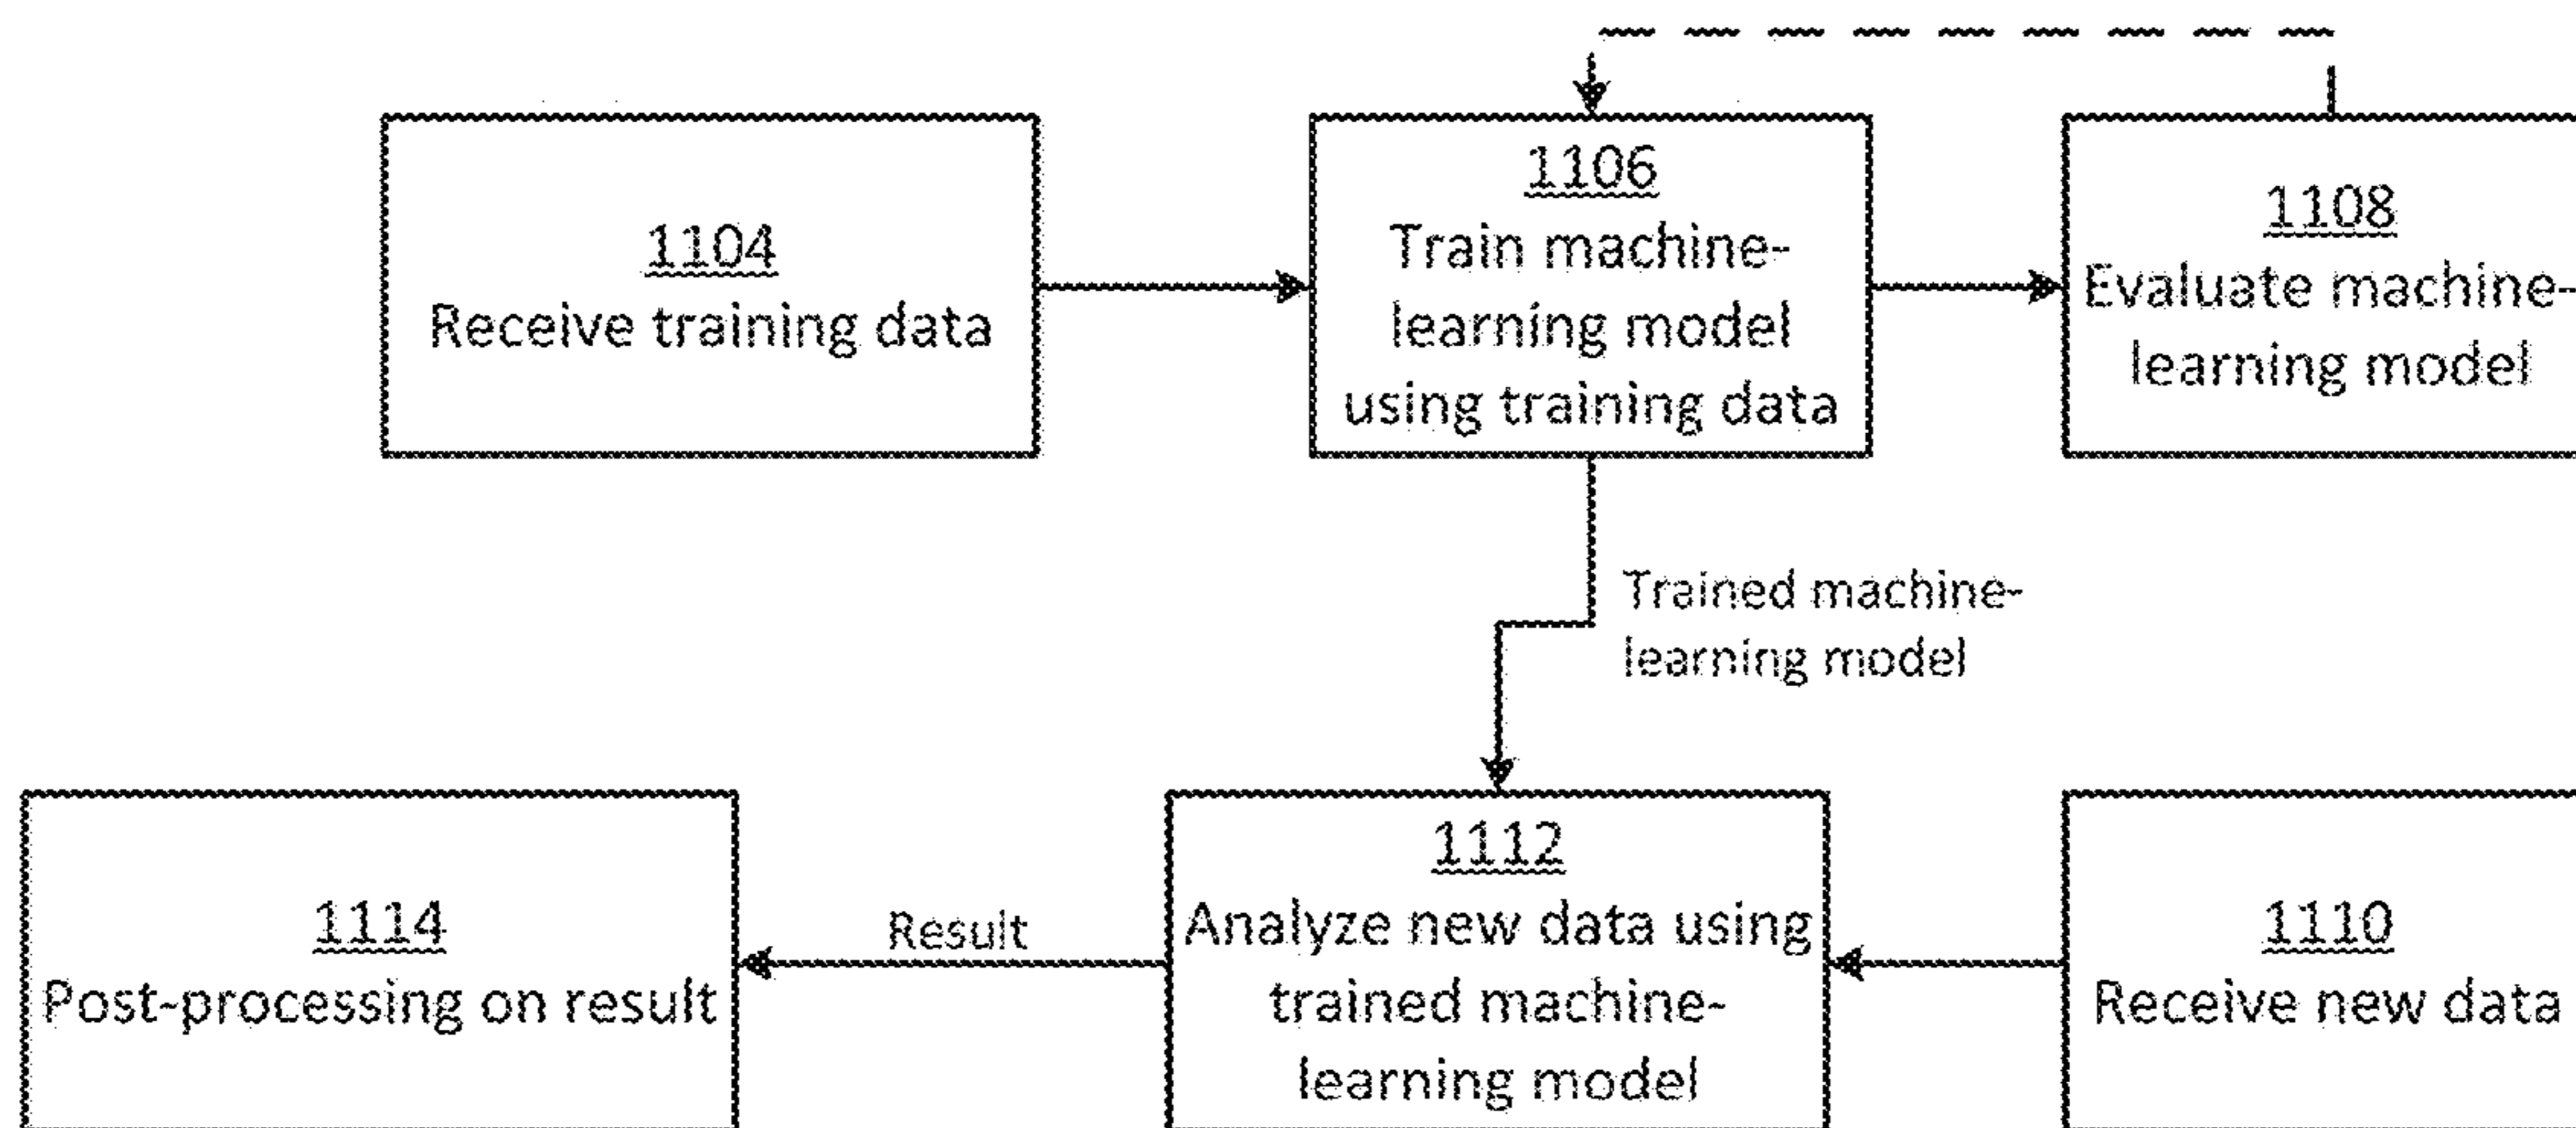 1104
Receive training data
1106
Train machine-
learning model
using training data
1108
Evaluate machine-
learning model
Trained machine-
learning model
1114
Post-processing on result
Result
1112
Analyze new data using
trained machine-
learning model
1110
Receive new data